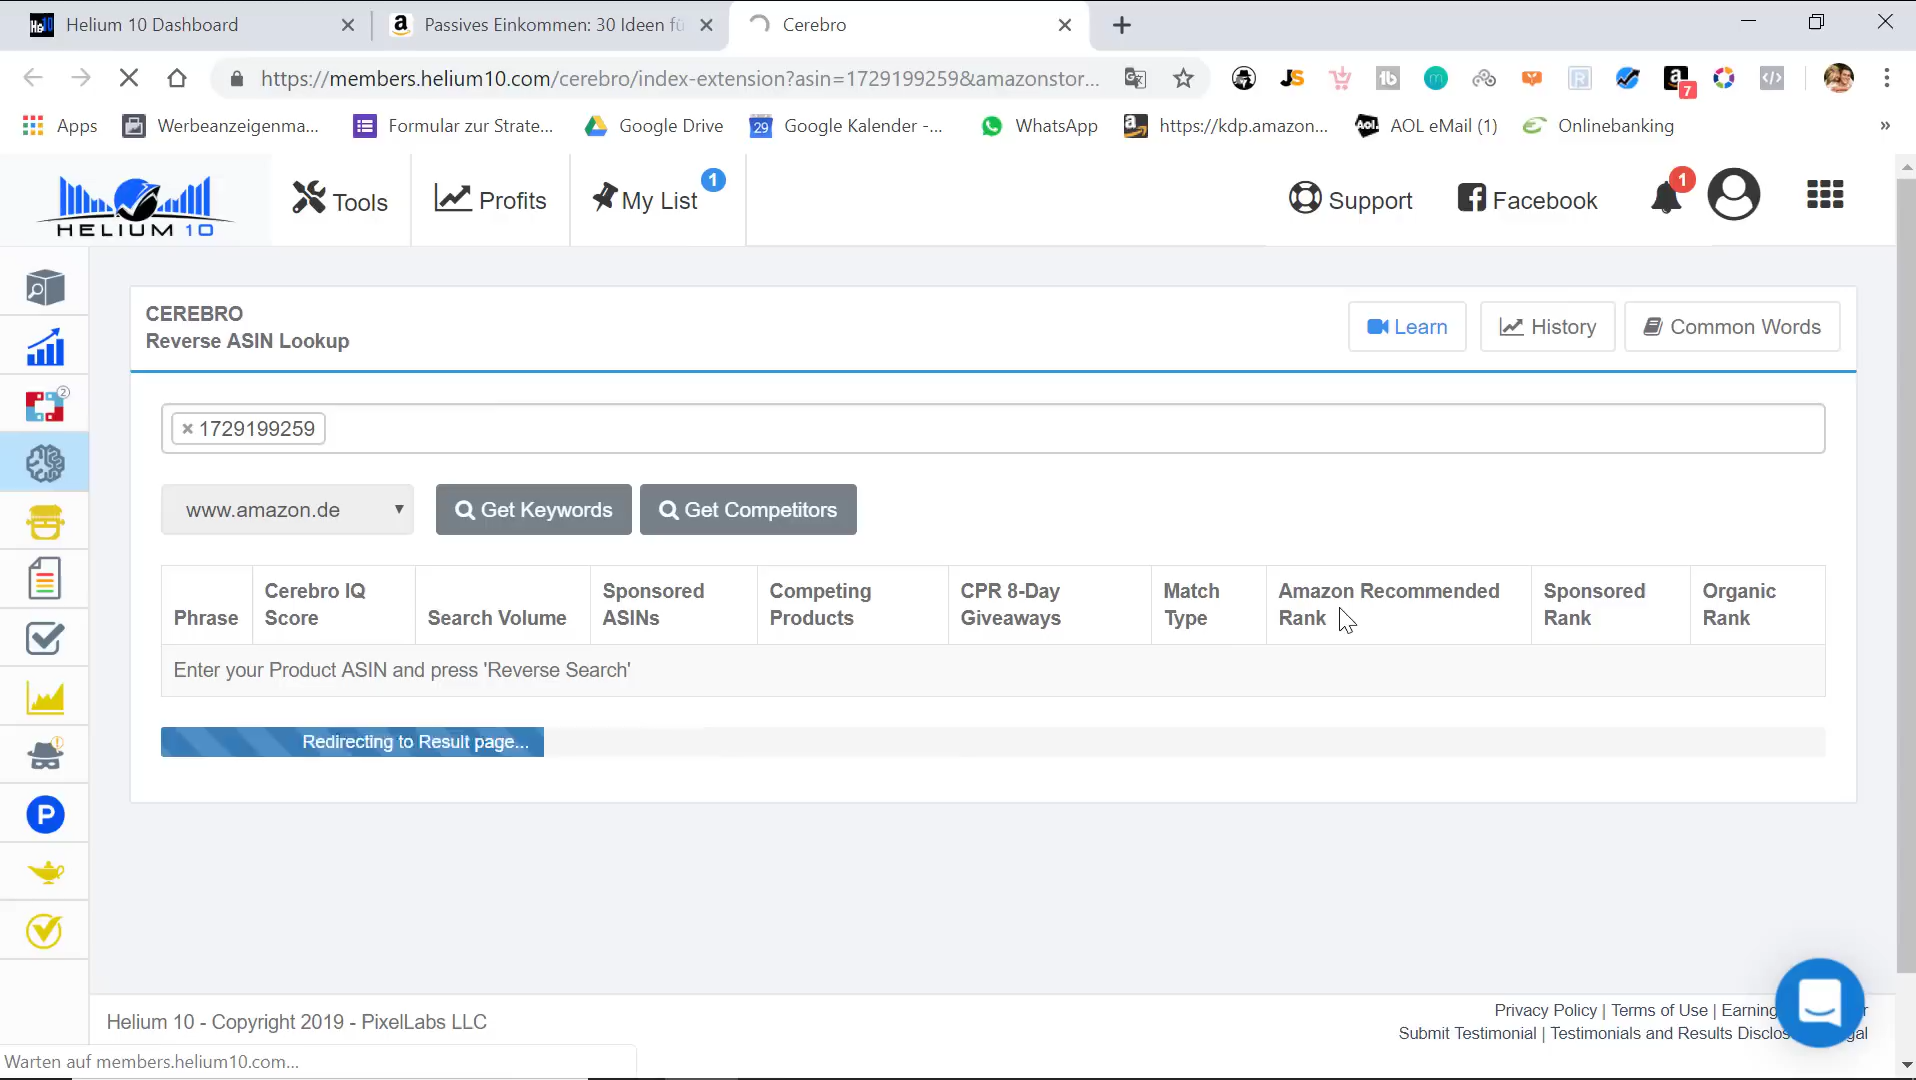 Helium 10 Dashboard
Passives Einkommen: 30 Ideen fü
Cerebro
https://members.helium10.com/cerebro/index-extension?asin=1729199259&amazonstor...
7
Apps
Werbeanzeigenma...
Formular zur Strate...
Google Drive
29
Google Kalender -...
WhatsApp
https://kdp.amazon...
AOL eMail (1)
Onlinebanking
»
HELIUM 10
Tools
Profits
My List
1
Support
Facebook
1
CEREBRO
Reverse ASIN Lookup
Learn
History
Common Words
2
× 1729199259
www.amazon.de
Get Keywords
Get Competitors
Phrase
Cerebro IQ Score
Search Volume
Sponsored ASINs
Competing Products
CPR 8-Day Giveaways
Match Type
Amazon Recommended Rank
Sponsored Rank
Organic Rank
Enter your Product ASIN and press 'Reverse Search'
Redirecting to Result page...
P
Helium 10 - Copyright 2019 - PixelLabs LLC
Privacy Policy | Terms of Use |
Submit Testimonial | Testimonials and Results
Warten auf members.helium10.com...